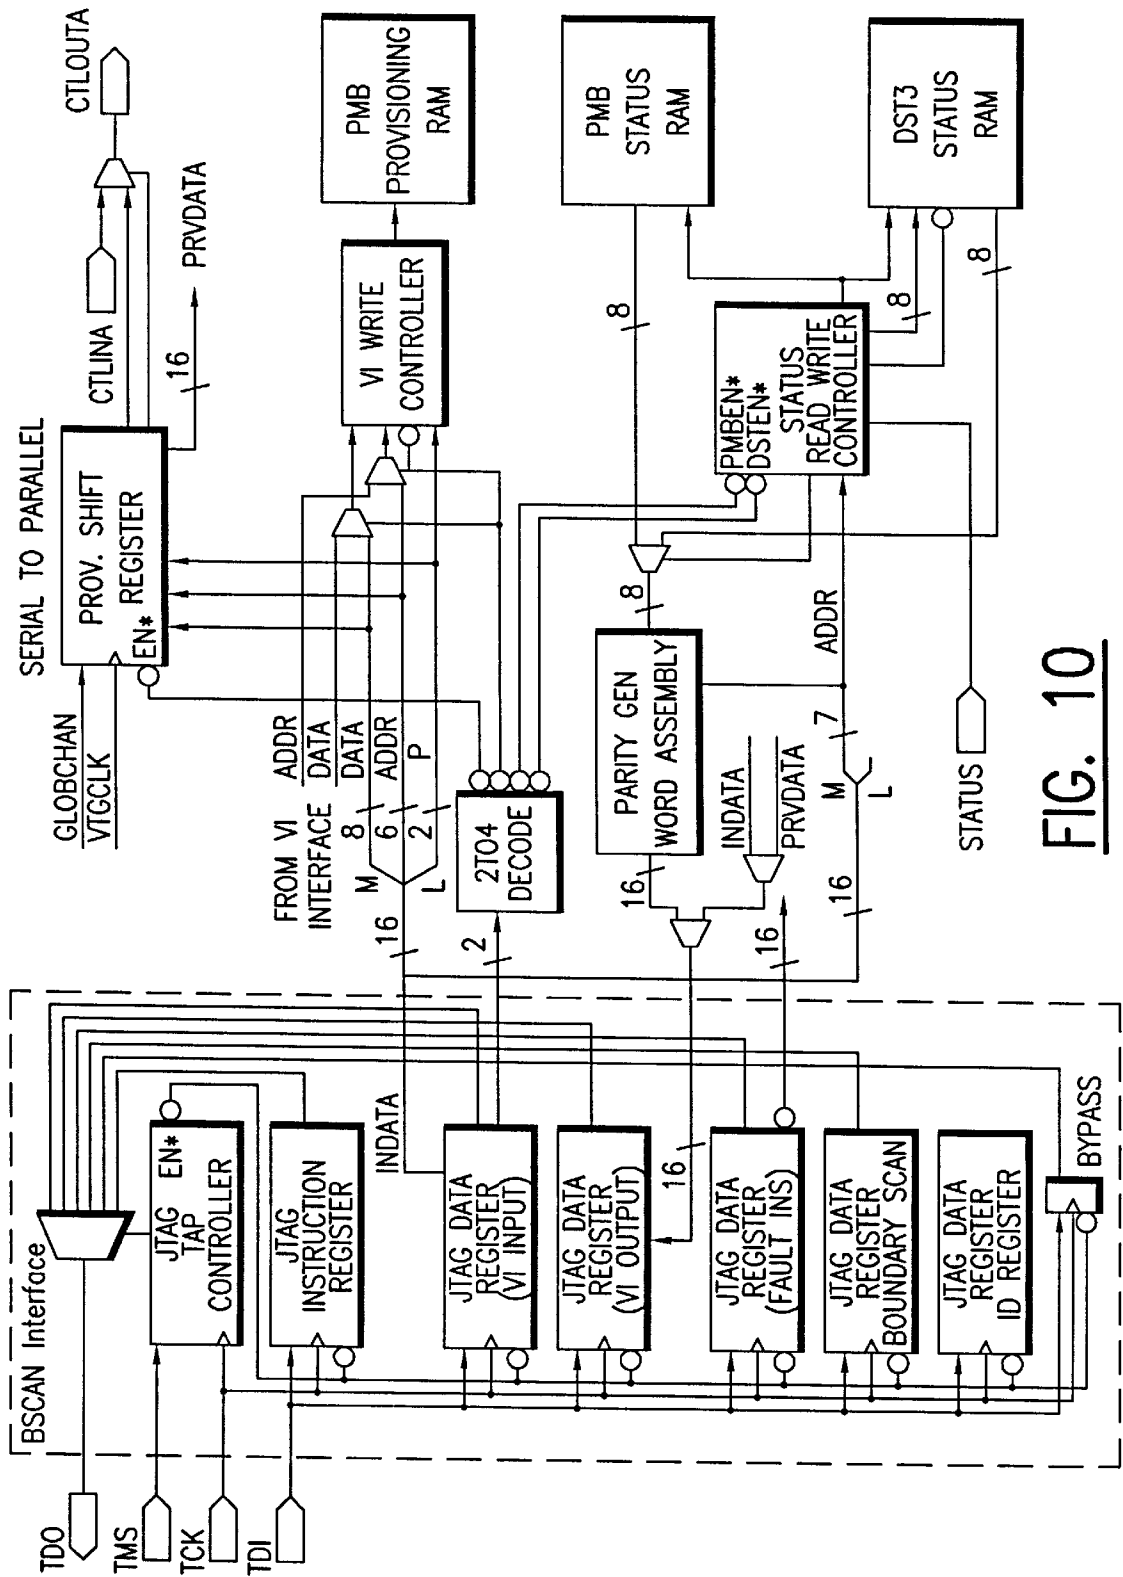 BSCAN Interface
TDO
TMS
TCK
TDI
JTAG
TAP
CONTROLLER
EN*
JTAG
INSTRUCTION
REGISTER
INDATA
JTAG DATA
REGISTER
(VI INPUT)
JTAG DATA
REGISTER
(VI OUTPUT)
16
JTAG DATA
REGISTER
(FAULT INS)
JTAG DATA
REGISTER
BOUNDARY SCAN
JTAG DATA
REGISTER
ID REGISTER
BYPASS
SERIAL TO PARALLEL
GLOBCHAN
VTGCLK
PROV. SHIFT
REGISTER
EN*
CTLINA
CTLOUTA
16
PRVDATA
FROM VI
INTERFACE
ADDR
DATA
DATA
ADDR
P
8
6
2
M
L
16
2
2TO4
DECODE
VI WRITE
CONTROLLER
PMB
PROVISIONING
RAM
PMB
STATUS
RAM
DST3
STATUS
RAM
8
8
8
PMBEN*
DSTEN*
STATUS
READ WRITE
CONTROLLER
8
PARITY GEN
WORD ASSEMBLY
16
INDATA
PRVDATA
16
16
M
L
7
ADDR
STATUS
FIG. 10